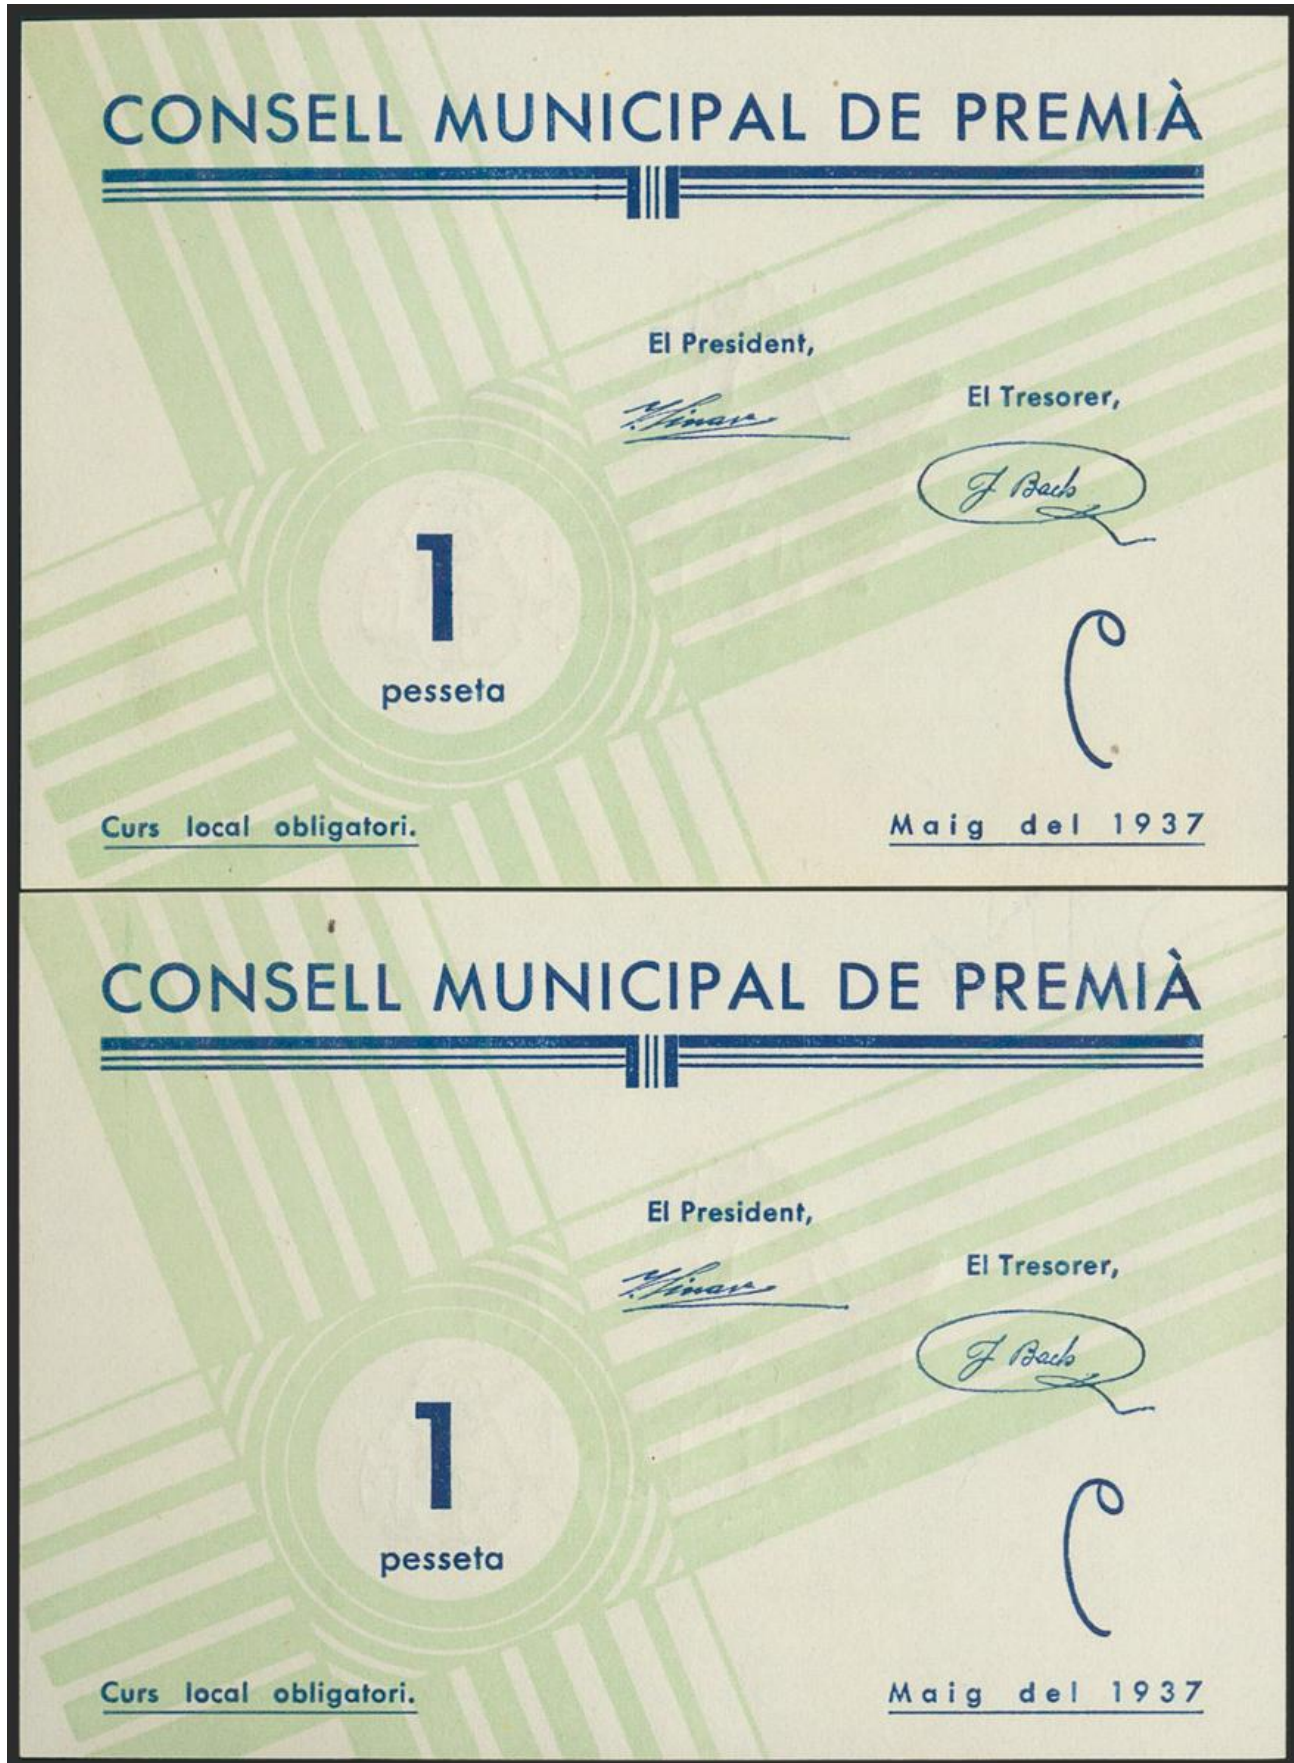 CONSELL MUNICIPAL DE PREMIÀ
El President,
El Tresorer,
J Bach
1
pesseta
C
Curs local obligatori.
Maig del 1937
CONSELL MUNICIPAL DE PREMIÀ
El President,
El Tresorer,
J Bach
1
pesseta
C
Curs local obligatori.
Maig del 1937